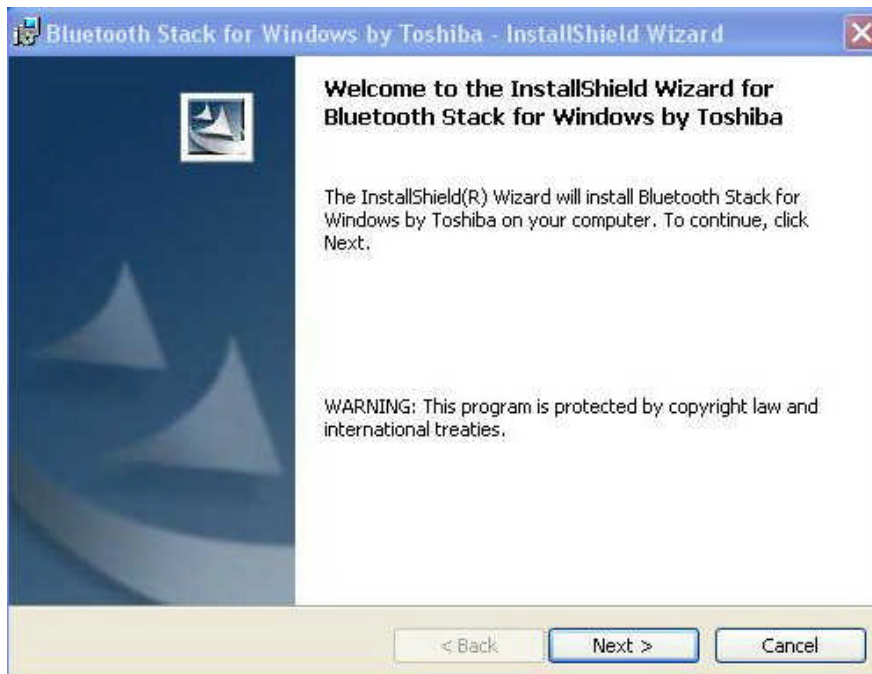 Bluetooth Stack for Windows by Toshiba - InstallShield Wizard
Welcome to the InstallShield Wizard for
Bluetooth Stack for Windows by Toshiba
The InstallShield(R) Wizard will install Bluetooth Stack for
Windows by Toshiba on your computer. To continue, click
Next.
WARNING: This program is protected by copyright law and
international treaties.
< Back
Next >
Cancel